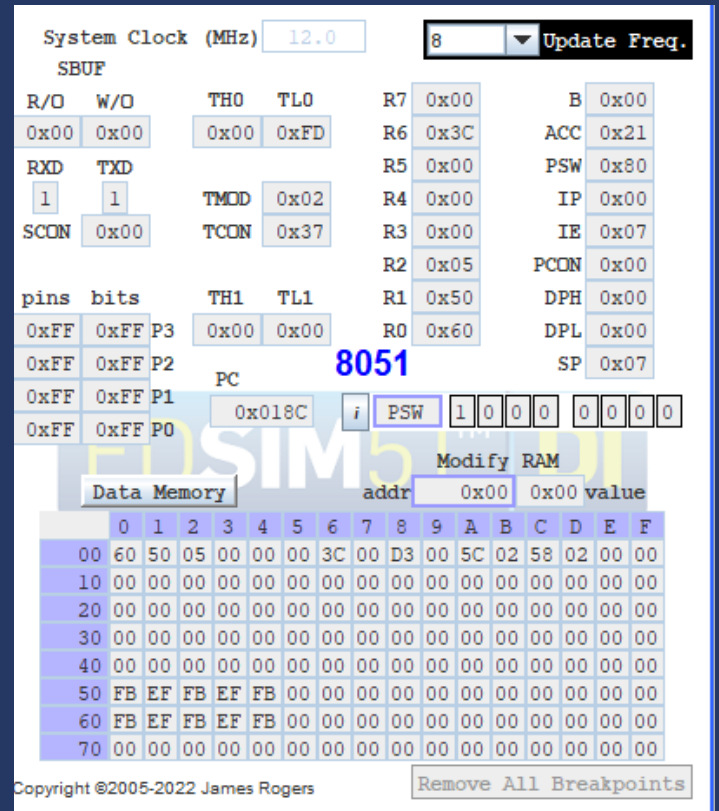 System Clock (MHz) 12.0 8 Update Freq.
SBUF
R/O W/O TH0 TL0 R7 0x00 B 0x00
0x00 0x00 0x00 0xFD R6 0x3C ACC 0x21
RXD TXD R5 0x00 PSW 0x80
1 1 TMOD 0x02 R4 0x00 IP 0x00
SCON 0x00 TCON 0x37 R3 0x00 IE 0x07
R2 0x05 PCON 0x00
pins bits TH1 TL1 R1 0x50 DPH 0x00
0xFF 0xFF P3 0x00 0x00 R0 0x60 DPL 0x00
0xFF 0xFF P2 8051 SP 0x07
PC
0xFF 0xFF P1 0x018C i PSW 1 0 0 0 0 0 0 0
0xFF 0xFF P0
EDSIM51 DI
TM
Modify RAM
Data Memory addr 0x00 0x00 value
0 1 2 3 4 5 6 7 8 9 A B C D E F
00 60 50 05 00 00 00 3C 00 D3 00 5C 02 58 02 00 00
10 00 00 00 00 00 00 00 00 00 00 00 00 00 00 00 00
20 00 00 00 00 00 00 00 00 00 00 00 00 00 00 00 00
30 00 00 00 00 00 00 00 00 00 00 00 00 00 00 00 00
40 00 00 00 00 00 00 00 00 00 00 00 00 00 00 00 00
50 FB EF FB EF FB 00 00 00 00 00 00 00 00 00 00 00
60 FB EF FB EF FB 00 00 00 00 00 00 00 00 00 00 00
70 00 00 00 00 00 00 00 00 00 00 00 00 00 00 00 00
Copyright ©2005-2022 James Rogers Remove All Breakpoints